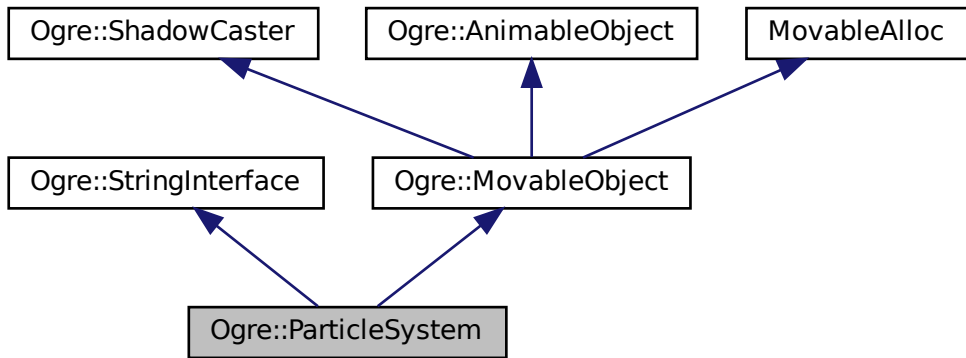 Ogre::ShadowCaster
Ogre::AnimableObject
MovableAlloc
Ogre::StringInterface
Ogre::MovableObject
Ogre::ParticleSystem